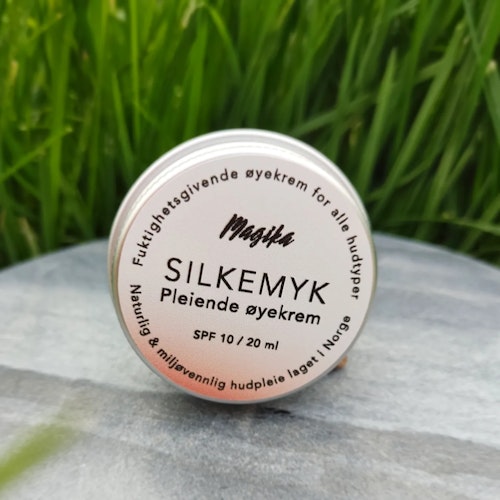 Fuktighetsgivende øyekrem for alle hudtyper
Magika
SILKEMYK
Pleiende øyekrem
SPF 10 / 20 ml
Naturlig & miljøvennlig hudpleie laget i Norge